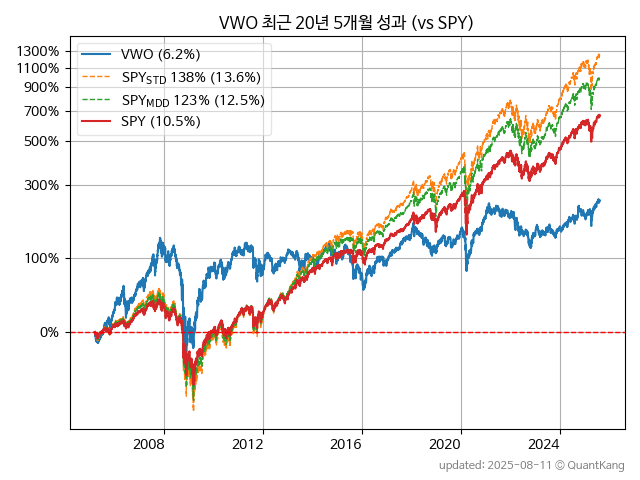 VWO 최근 20년 5개월 성과 (vs SPY)
1300%
1100%
900%
700%
500%
300%
100%
0%
VWO (6.2%)
SPY_STD 138% (13.6%)
SPY_MDD 123% (12.5%)
SPY (10.5%)
2008 2012 2016 2020 2024
updated: 2025-08-11 © QuantKang